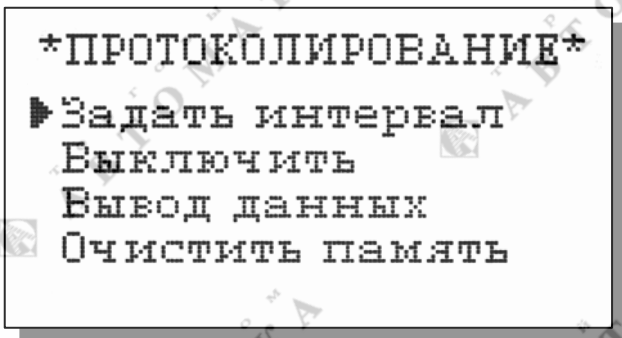 *ПРОТОКОЛИРОВАНИЕ*
Задать интервал
Выключить
Вывод данных
Очистить память